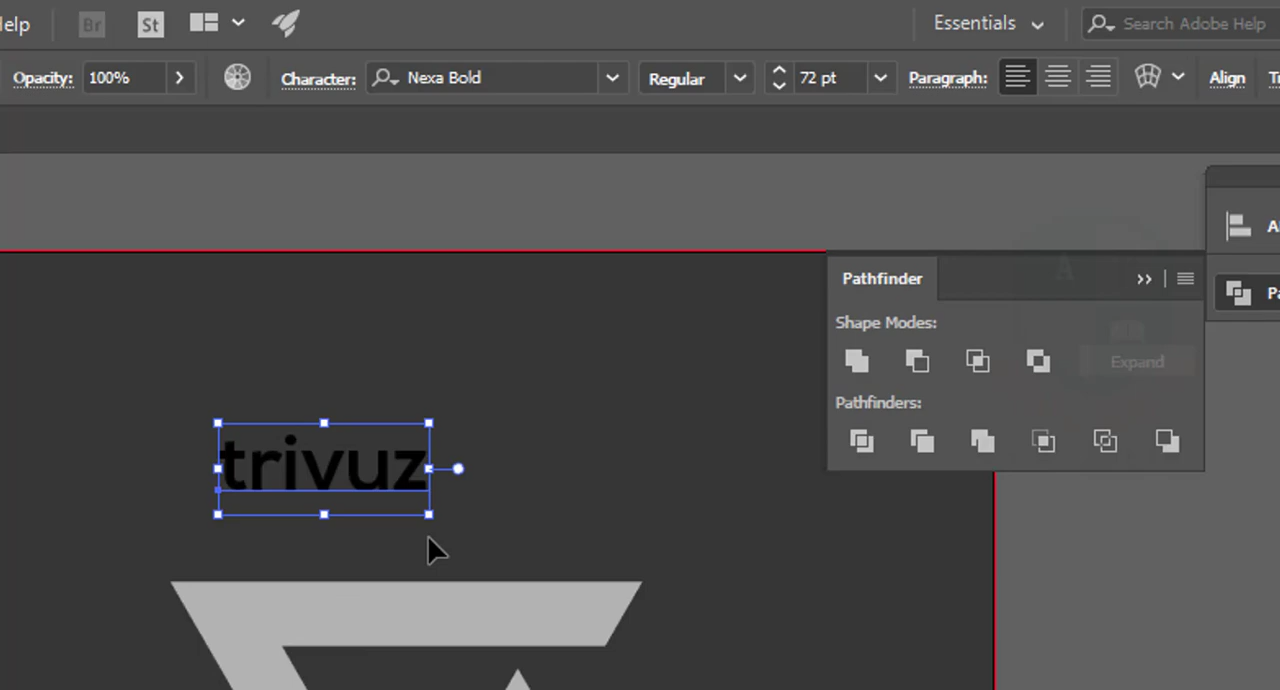 Help
Br
St
Essentials
Search Adobe Help
Opacity:
100%
Character:
Nexa Bold
Regular
72 pt
Paragraph:
Align
Pathfinder
Shape Modes:
Expand
Pathfinders:
trivuz